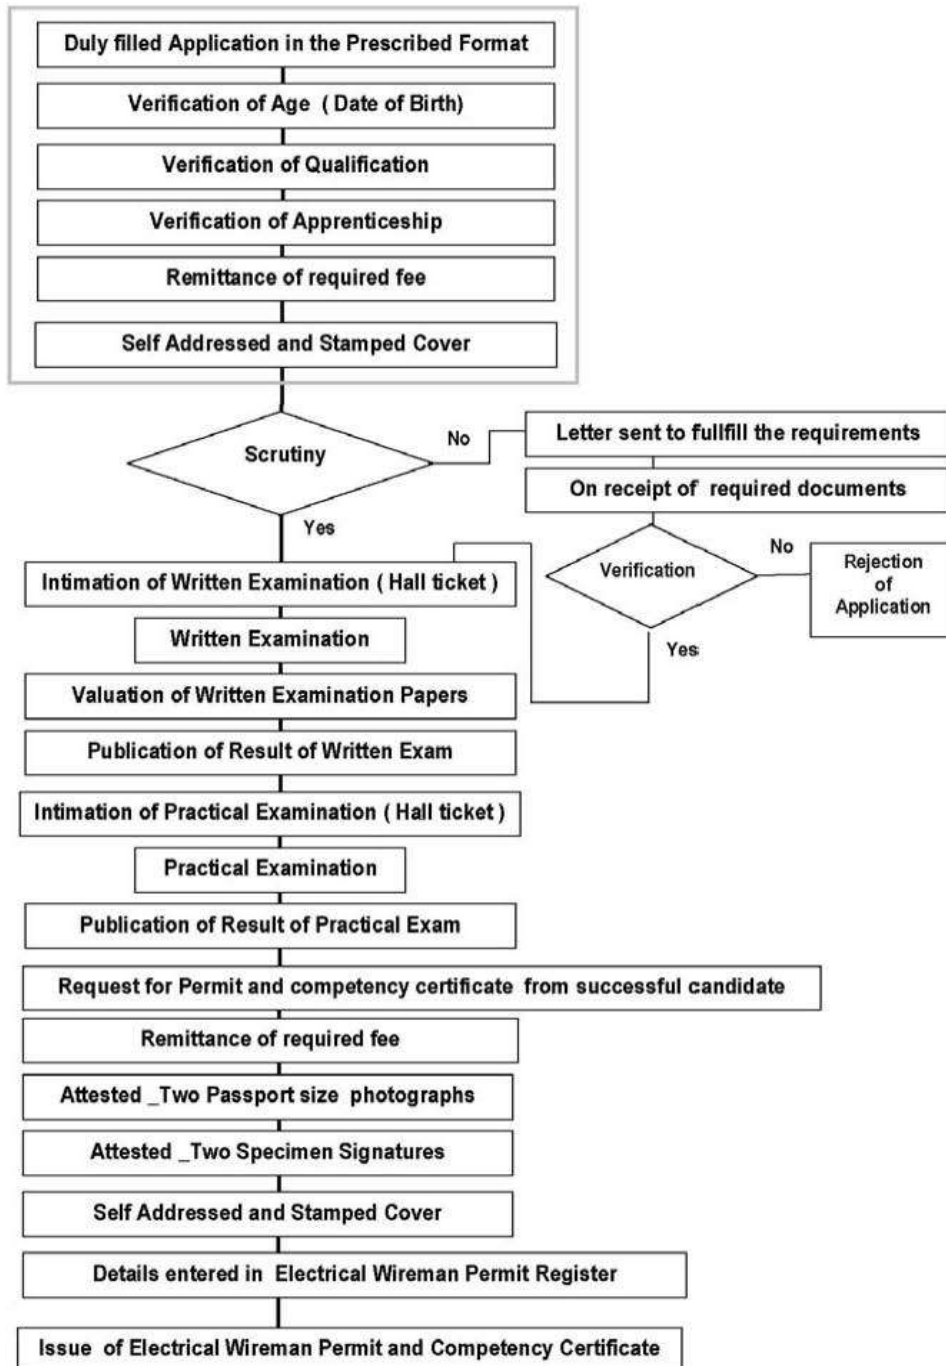 Duly filled Application in the Prescribed Format
Verification of Age ( Date of Birth)
Verification of Qualification
Verification of Apprenticeship
Remittance of required fee
Self Addressed and Stamped Cover
Scrutiny
No
Letter sent to fullfill the requirements
On receipt of required documents
Yes
Verification
No
Rejection
of
Application
Yes
Intimation of Written Examination ( Hall ticket )
Written Examination
Valuation of Written Examination Papers
Publication of Result of Written Exam
Intimation of Practical Examination ( Hall ticket )
Practical Examination
Publication of Result of Practical Exam
Request for Permit and competency certificate from successful candidate
Remittance of required fee
Attested _Two Passport size photographs
Attested _Two Specimen Signatures
Self Addressed and Stamped Cover
Details entered in Electrical Wireman Permit Register
Issue of Electrical Wireman Permit and Competency Certificate